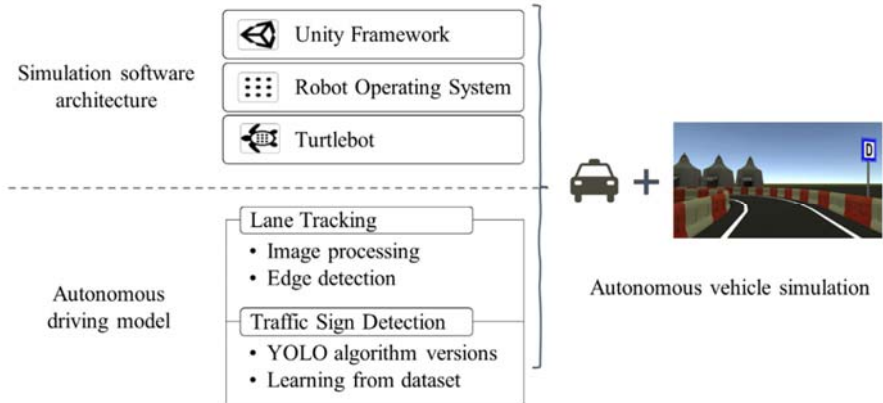 Simulation software
architecture
Unity Framework
Robot Operating System
Turtlebot
Autonomous
driving model
Lane Tracking
• Image processing
• Edge detection
Traffic Sign Detection
• YOLO algorithm versions
• Learning from dataset
D
Autonomous vehicle simulation